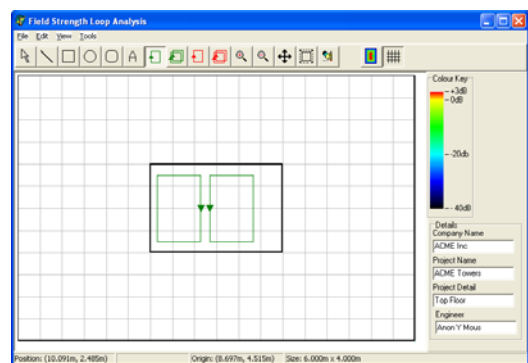 Field Strength Loop Analysis
File Edit View Tools
A
Colour Key
+3dB
0dB
-20db
-40dB
Details
Company Name
ACME Inc
Project Name
ACME Towers
Project Detail
Top Floor
Engineer
Anon Y Mous
Position: (10.091m, 2.485m) Origin: (8.697m, 4.515m) Size: 6.000m x 4.000m